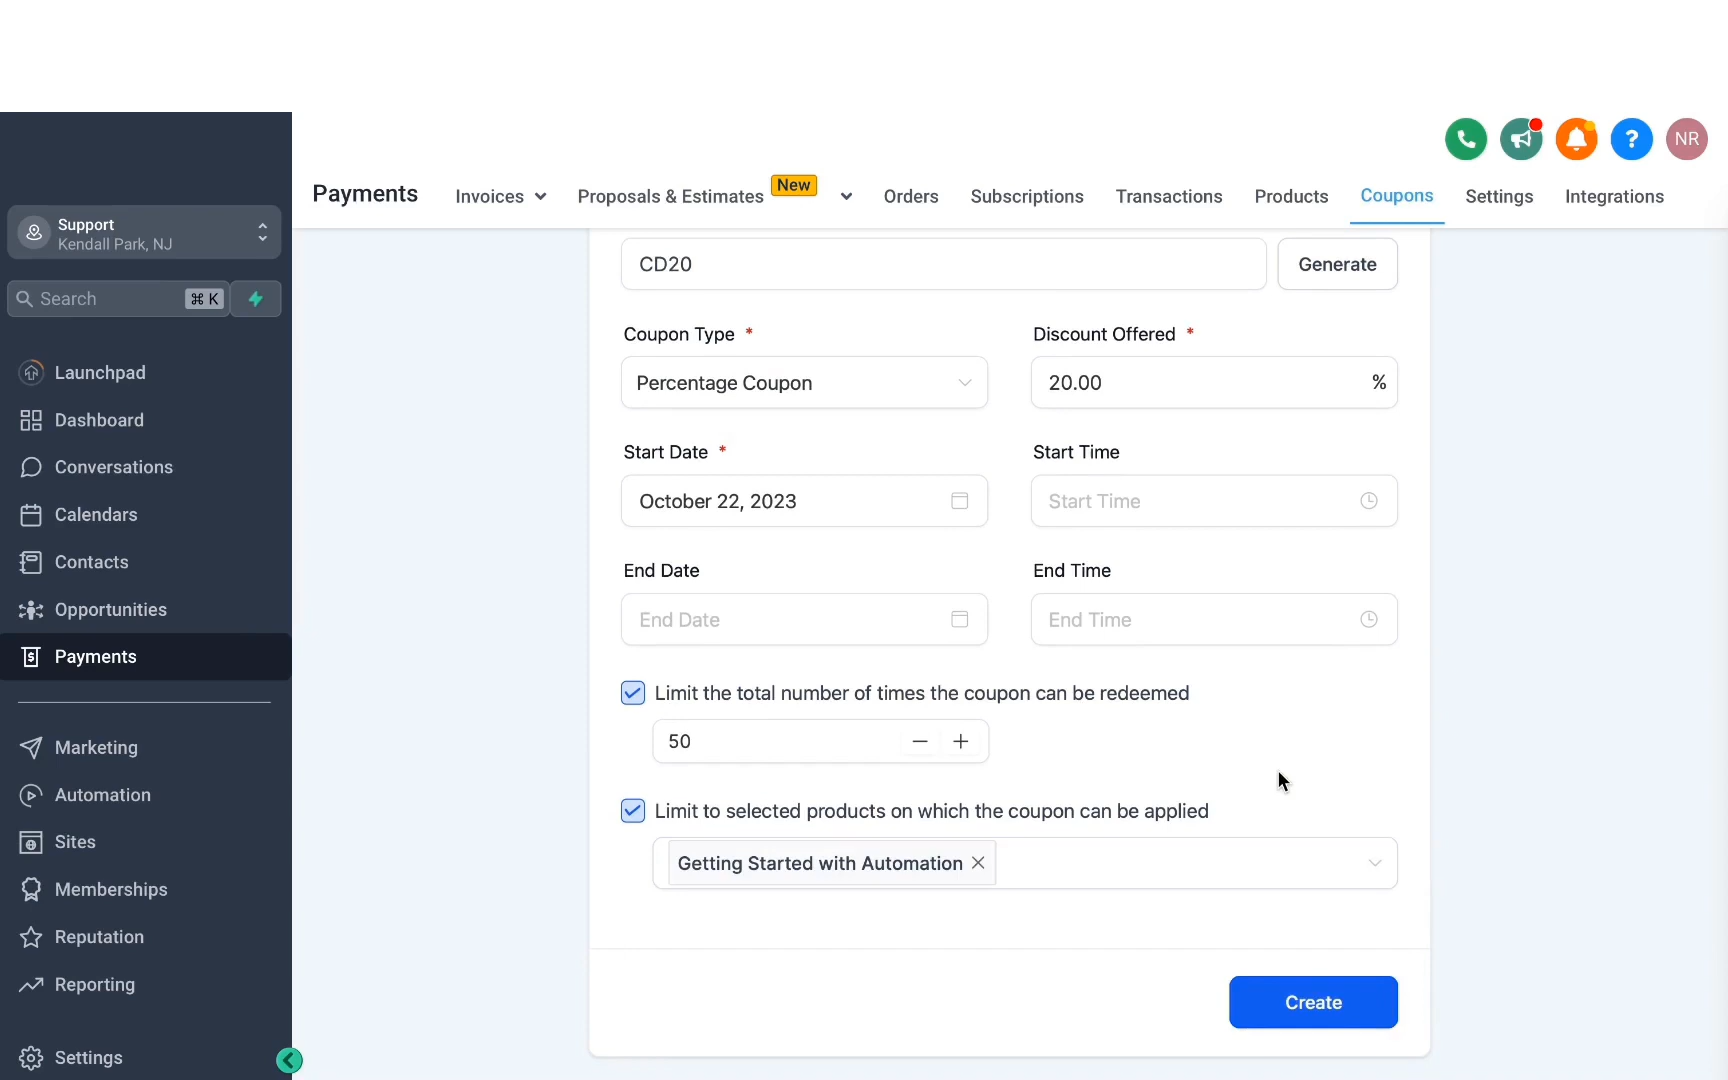 NR
Payments Invoices Proposals & Estimates New Orders Subscriptions Transactions Products Coupons Settings Integrations
Support
Kendall Park, NJ
Search ⌘ K
Launchpad
Dashboard
Conversations
Calendars
Contacts
Opportunities
Payments
Marketing
Automation
Sites
Memberships
Reputation
Reporting
Settings
CD20 Generate
Coupon Type * Discount Offered *
Percentage Coupon 20.00 %
Start Date * Start Time
October 22, 2023 Start Time
End Date End Time
End Date End Time
Limit the total number of times the coupon can be redeemed
50 − +
Limit to selected products on which the coupon can be applied
Getting Started with Automation
Create